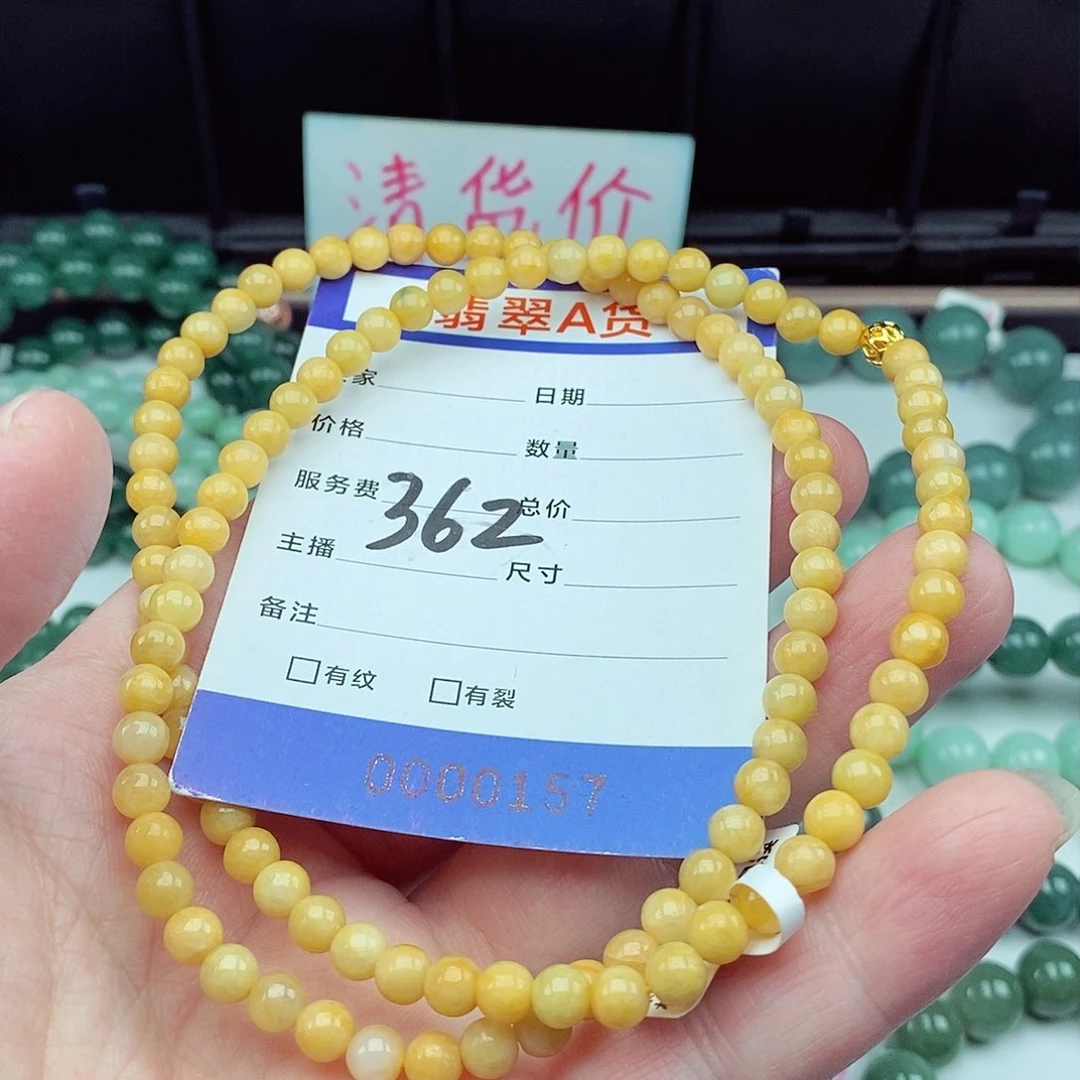 清货价
翡翠A货
家 日期
价格 数量
服务费 362 总价
主播 尺寸
备注
有纹 有裂
0000157